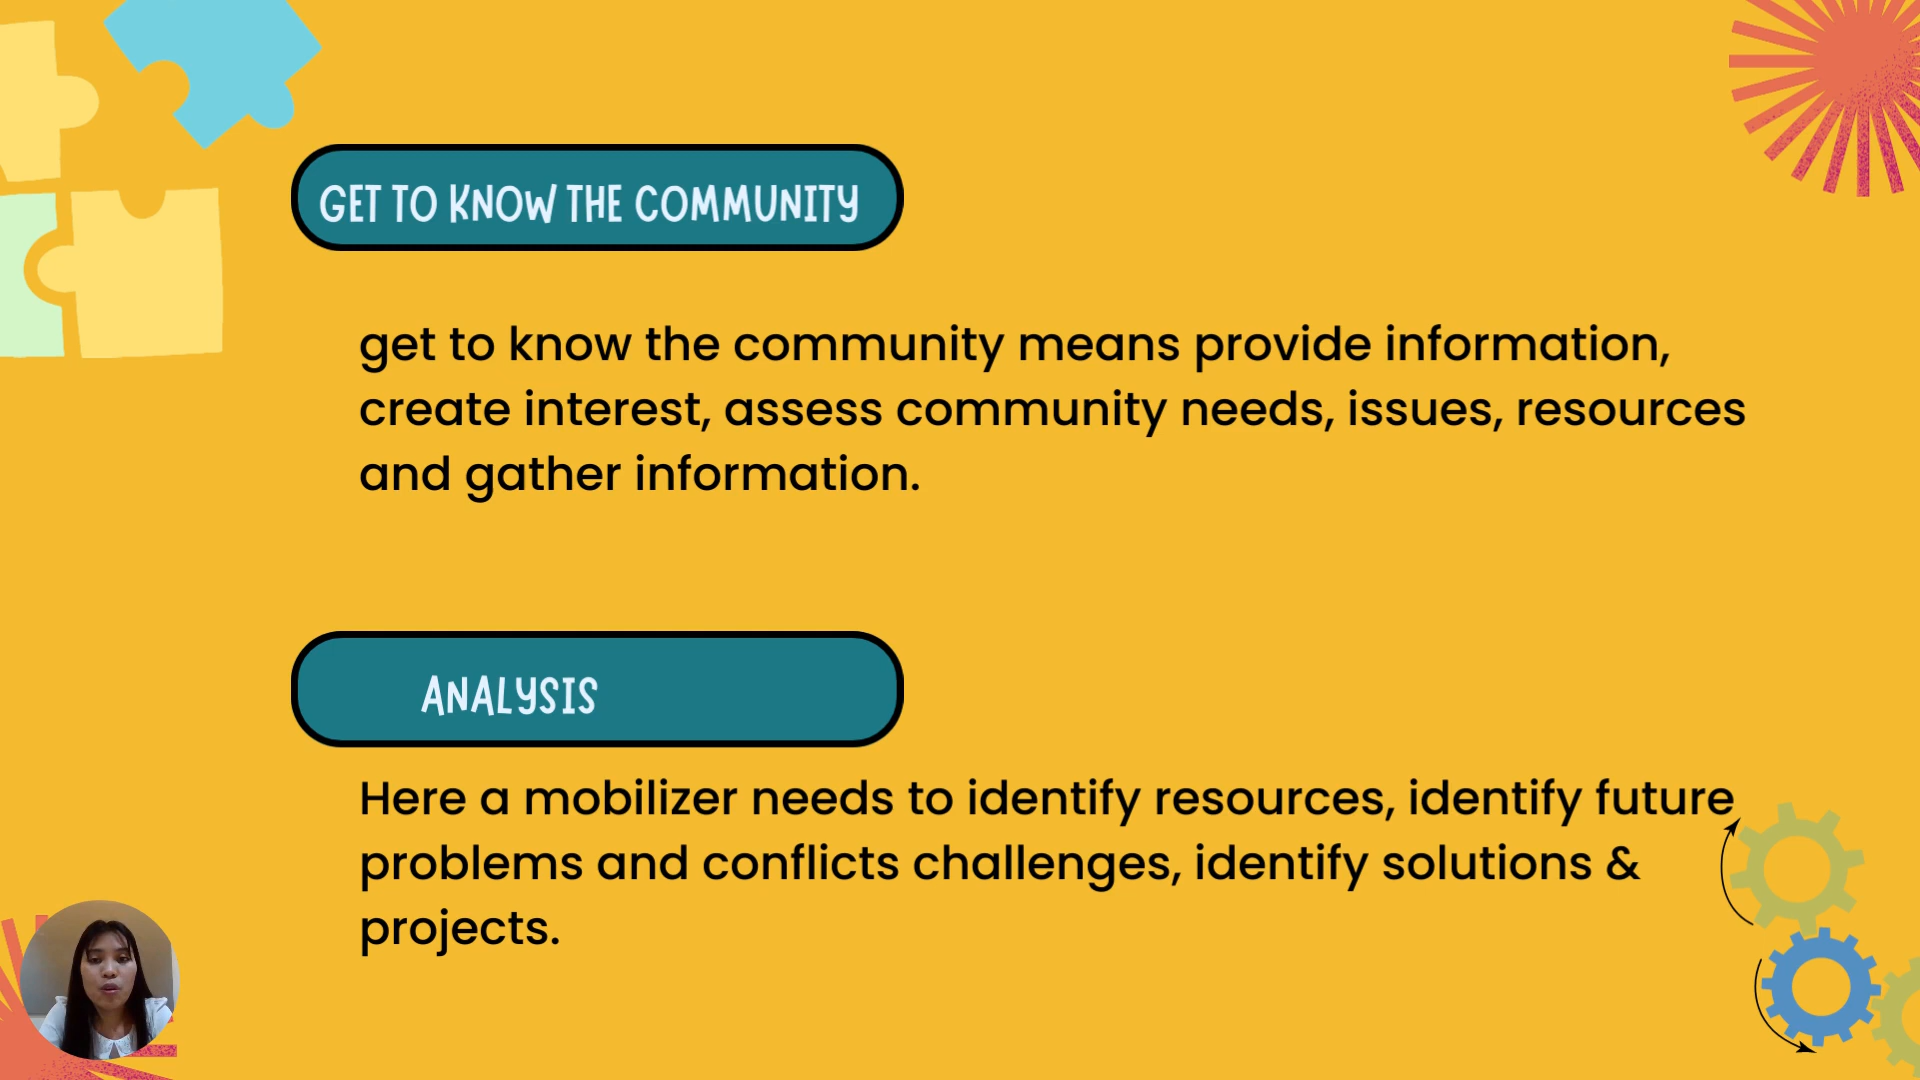 GET TO KNOW THE COMMUNITY
get to know the community means provide information,
create interest, assess community needs, issues, resources
and gather information.
ANALYSIS
Here a mobilizer needs to identify resources, identify future
problems and conflicts challenges, identify solutions &
projects.